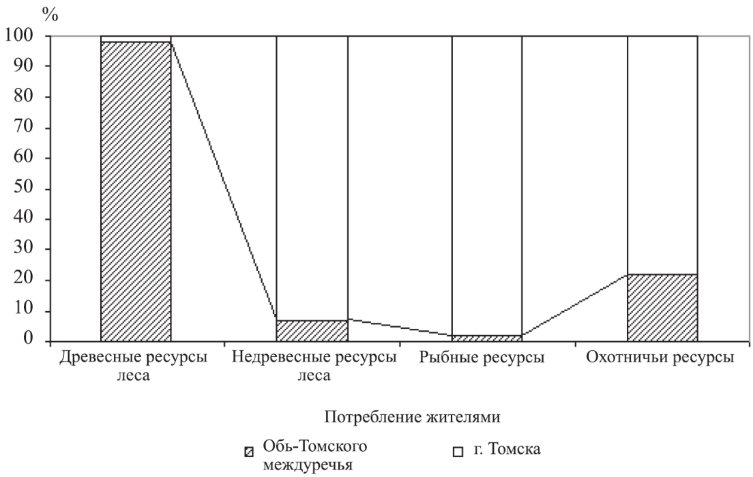 %
100
90
80
70
60
50
40
30
20
10
0
Древесные ресурсы
леса
Недревесные ресурсы
леса
Рыбные ресурсы
Охотничьи ресурсы
Потребление жителями
Обь-Томского
междуречья
г. Томска